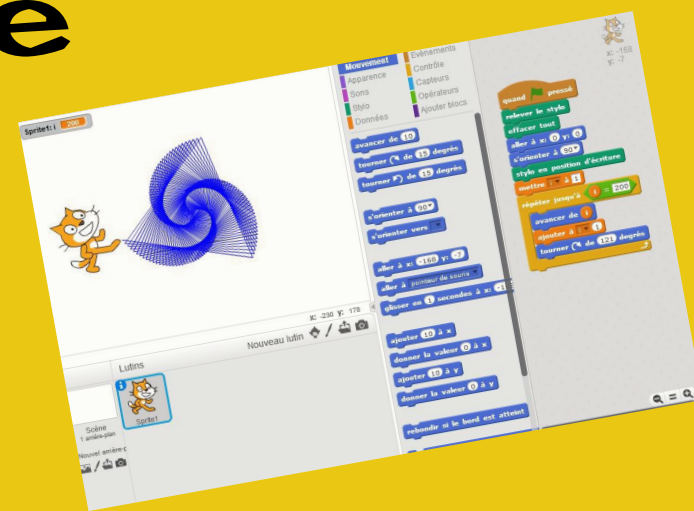 e
Sprite1: i 200
x: -230 y: 178
Nouveau lutin
Lutins
Sprite1
Scène
1 arrière-plan
Nouvel arrière-p
Mouvement
Apparence
Sons
Stylo
Données
Evènements
Contrôle
Capteurs
Opérateurs
Ajouter blocs
avancer de 10
tourner de 15 degrés
tourner de 15 degrés
s'orienter à 90
s'orienter vers
aller à x: -168 y: -7
aller à pointeur de souris
glisser en 1 secondes à x:
ajouter 10 à x
donner la valeur 0 à x
ajouter 10 à y
donner la valeur 0 à y
rebondir si le bord est atteint
x: -168
y: -7
quand pressé
relever le stylo
effacer tout
aller à x: 0 y: 0
s'orienter à 90
stylo en position d'écriture
mettre i à 1
répéter jusqu'à i = 200
avancer de i
ajouter à i 1
tourner de 121 degrés